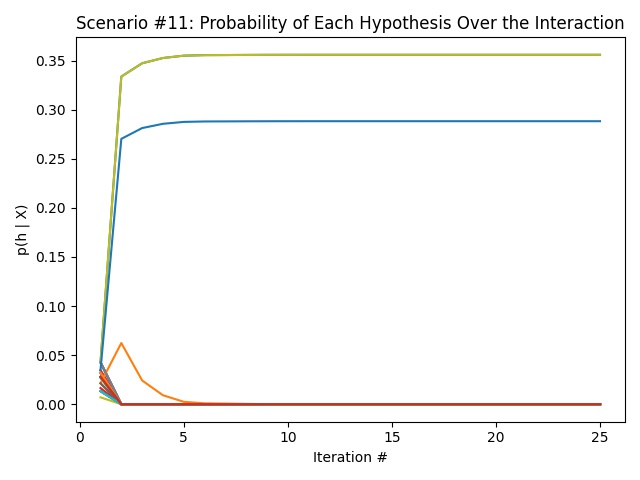 Scenario #11: Probability of Each Hypothesis Over the Interaction
0.35
0.30
0.25
0.20
0.15
0.10
0.05
0.00
p(h | X)
0 5 10 15 20 25
Iteration #